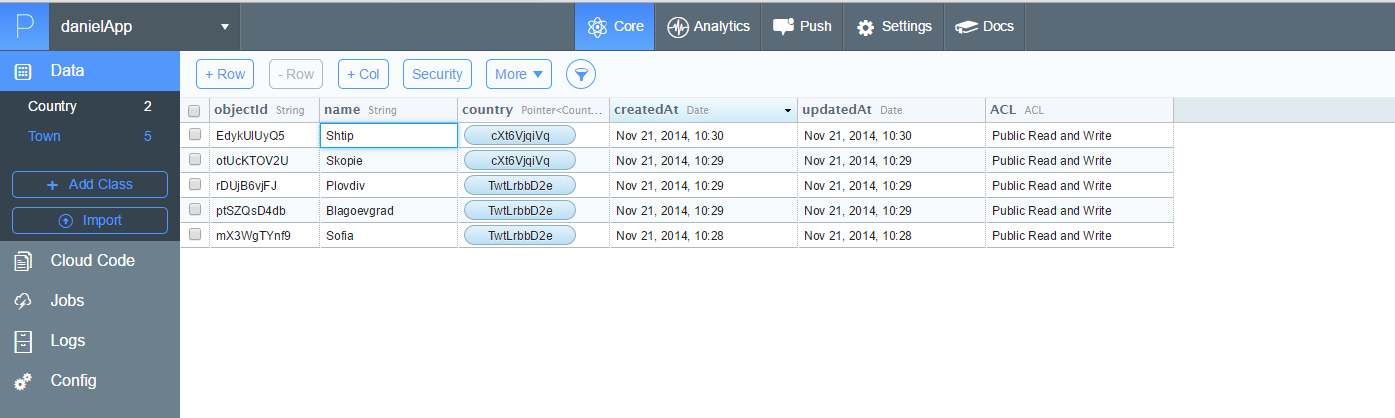 P danielApp Core Analytics Push Settings Docs
Data
Country 2
Town 5
+ Add Class
Import
Cloud Code
Jobs
Logs
Config
+ Row - Row + Col Security More
objectId String name String country Pointer<Count... createdAt Date updatedAt Date ACL ACL
EdykUlUyQ5 Shtip cXt6VjqiVq Nov 21, 2014, 10:30 Nov 21, 2014, 10:30 Public Read and Write
otUcKTOV2U Skopie cXt6VjqiVq Nov 21, 2014, 10:29 Nov 21, 2014, 10:29 Public Read and Write
rDUjB6vjFJ Plovdiv TwtLrbbD2e Nov 21, 2014, 10:29 Nov 21, 2014, 10:29 Public Read and Write
ptSZQsD4db Blagoevgrad TwtLrbbD2e Nov 21, 2014, 10:29 Nov 21, 2014, 10:29 Public Read and Write
mX3WgTYnf9 Sofia TwtLrbbD2e Nov 21, 2014, 10:28 Nov 21, 2014, 10:28 Public Read and Write